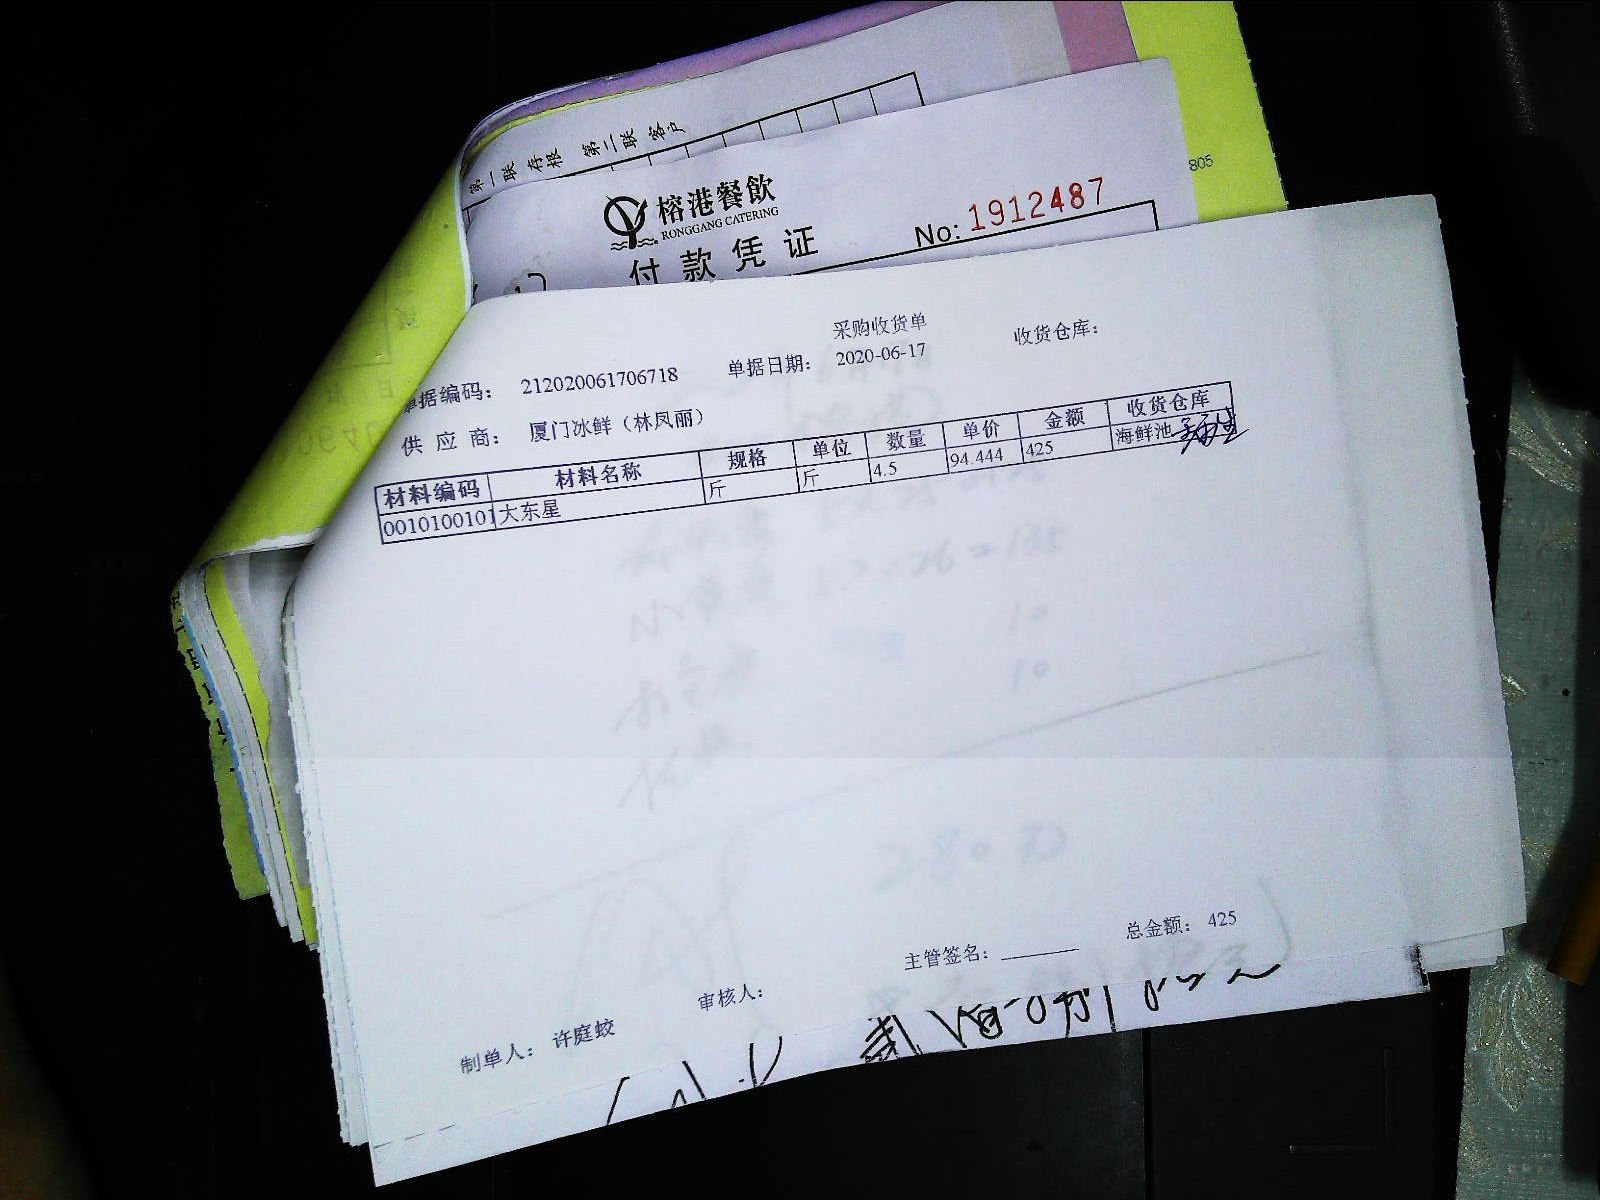 第一联 存根 第二联 客户
805
榕港餐飲
RONGGANG CATERING
付款凭证
No: 1912487
采购收货单
单据编码： 212020061706718 单据日期： 2020-06-17 收货仓库：
供应商： 厦门冰鲜（林凤丽）
材料编码 材料名称 规格 单位 数量 单价 金额 收货仓库
0010100101 大东星 斤 斤 4.5 94.444 425 海鲜池
主管签名： 总金额： 425
制单人： 许庭蛟 审核人：